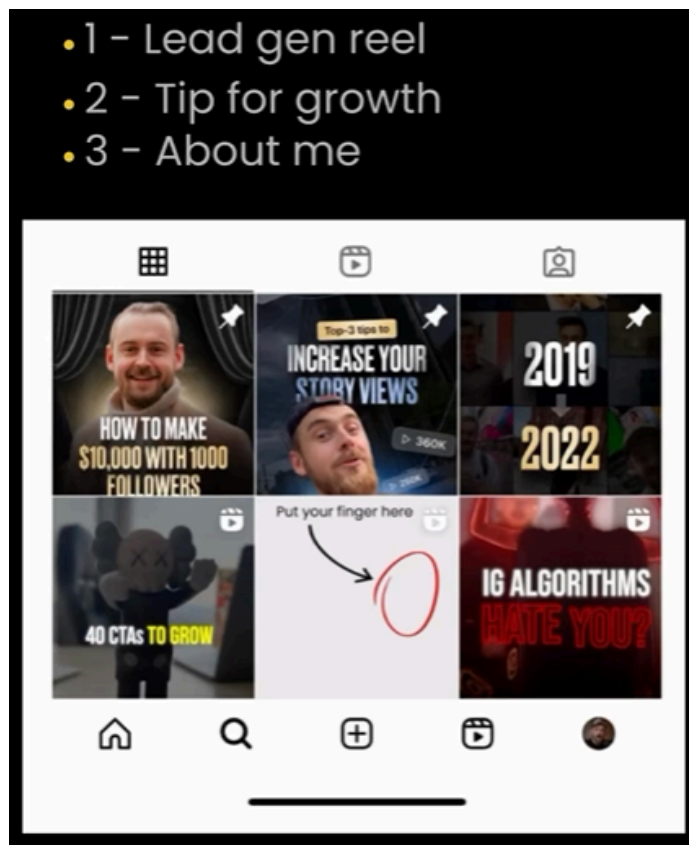 • 1 - Lead gen reel
• 2 - Tip for growth
• 3 - About me
HOW TO MAKE
$10,000 WITH 1000
FOLLOWERS
Top-3 tips to
INCREASE YOUR
STORY VIEWS
360K
250K
2019
2022
40 CTAs TO GROW
Put your finger here
IG ALGORITHMS
HATE YOU?